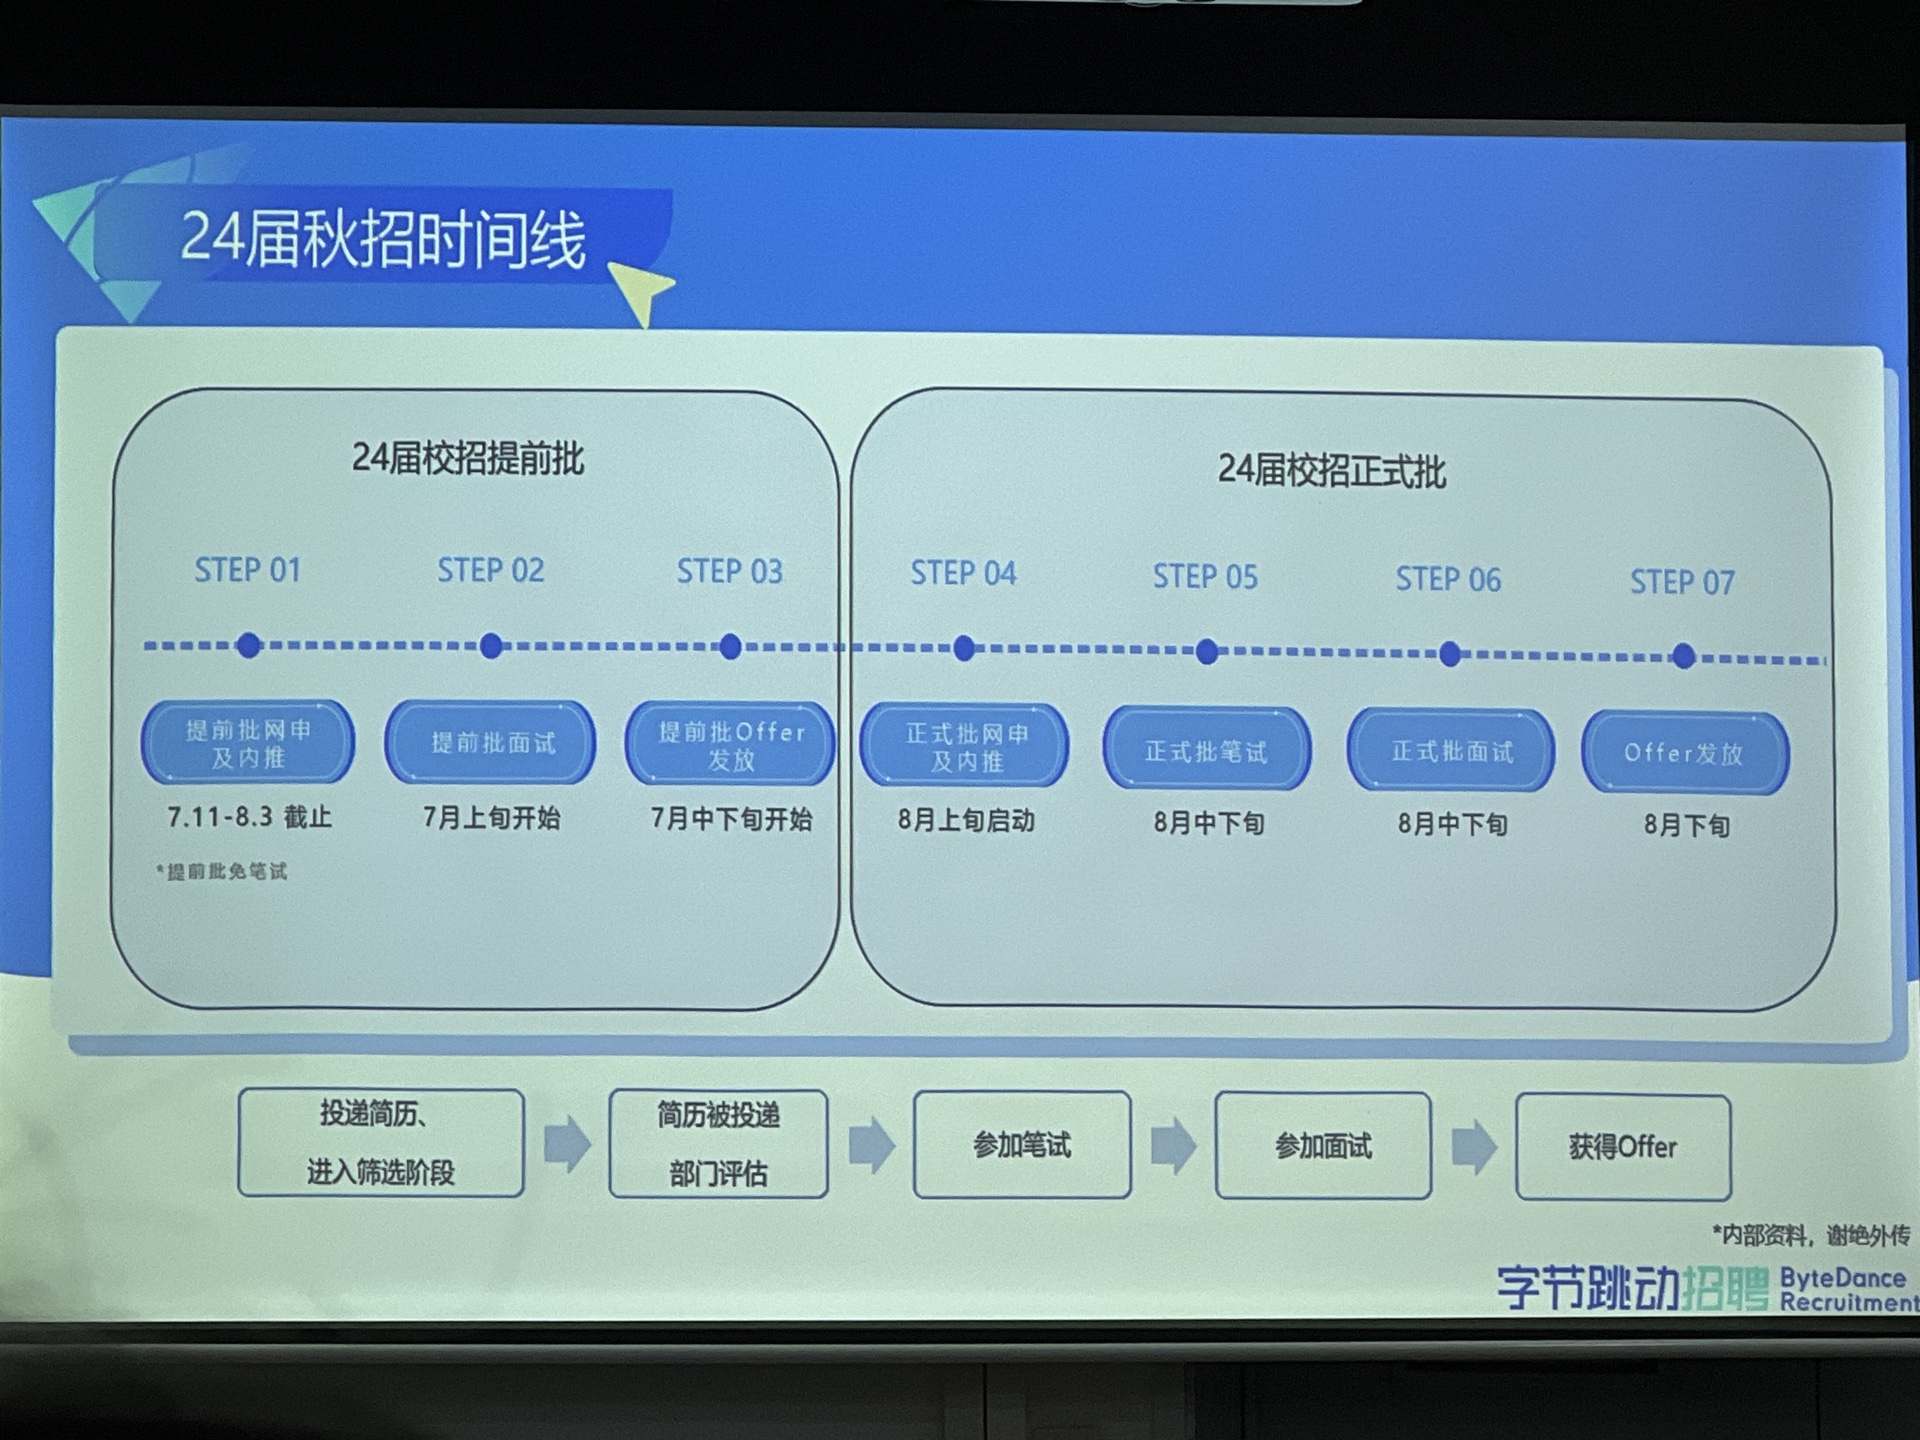 24届秋招时间线
24届校招提前批
24届校招正式批
STEP 01
STEP 02
STEP 03
STEP 04
STEP 05
STEP 06
STEP 07
提前批网申
及内推
提前批面试
提前批Offer
发放
正式批网申
及内推
正式批笔试
正式批面试
Offer发放
7.11-8.3 截止
7月上旬开始
7月中下旬开始
8月上旬启动
8月中下旬
8月中下旬
8月下旬
*提前批免笔试
投递简历、
进入筛选阶段
简历被投递
部门评估
参加笔试
参加面试
获得Offer
*内部资料，谢绝外传
字节跳动招聘
ByteDance
Recruitment